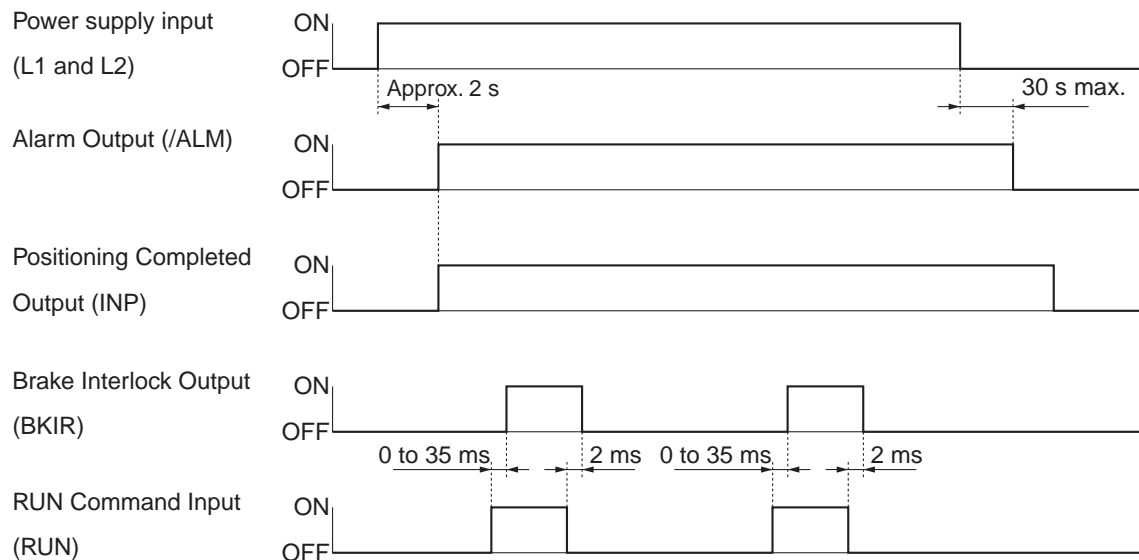 Power supply input
(L1 and L2)
ON
OFF
Approx. 2 s
30 s max.
Alarm Output (/ALM)
ON
OFF
Positioning Completed
Output (INP)
ON
OFF
Brake Interlock Output
(BKIR)
ON
OFF
0 to 35 ms
2 ms
0 to 35 ms
2 ms
RUN Command Input
(RUN)
ON
OFF